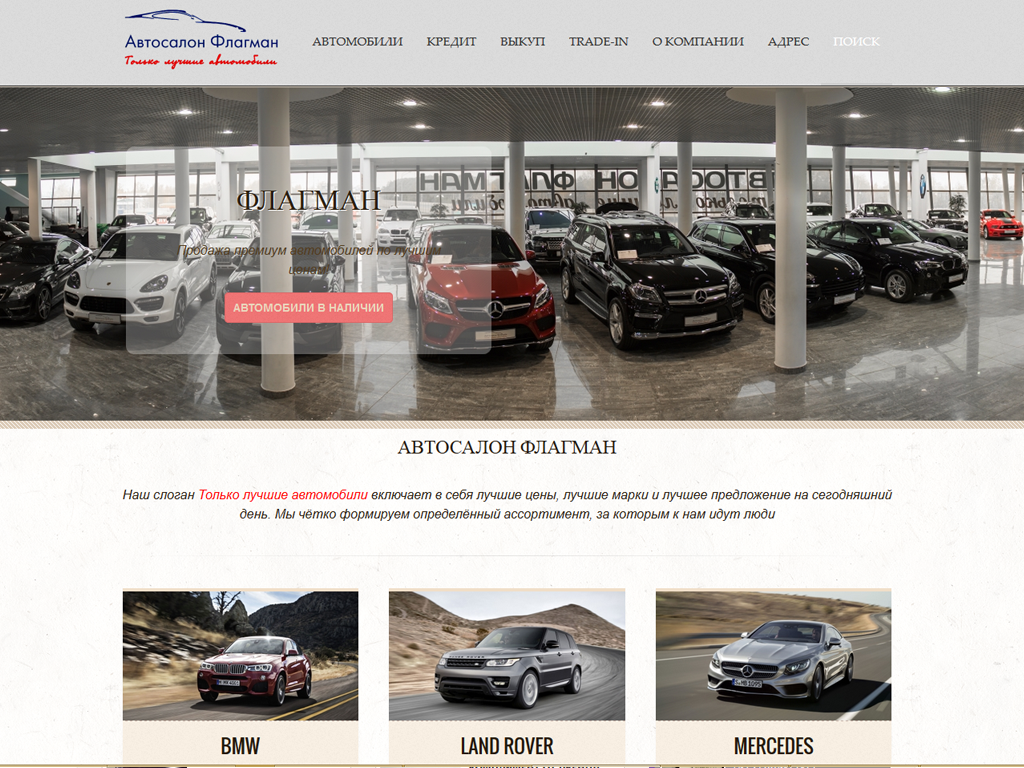 Автосалон Флагман
Только лучшие автомобили
АВТОМОБИЛИ КРЕДИТ ВЫКУП TRADE-IN О КОМПАНИИ АДРЕС ПОИСК
ФЛАГМАН
Продажа премиум автомобилей по лучшим
ценам
АВТОМОБИЛИ В НАЛИЧИИ
АВТОСАЛОН ФЛАГМАН
Наш слоган Только лучшие автомобили включает в себя лучшие цены, лучшие марки и лучшее предложение на сегодняшний
день. Мы чётко формируем определённый ассортимент, за которым к нам идут люди
BMW LAND ROVER MERCEDES